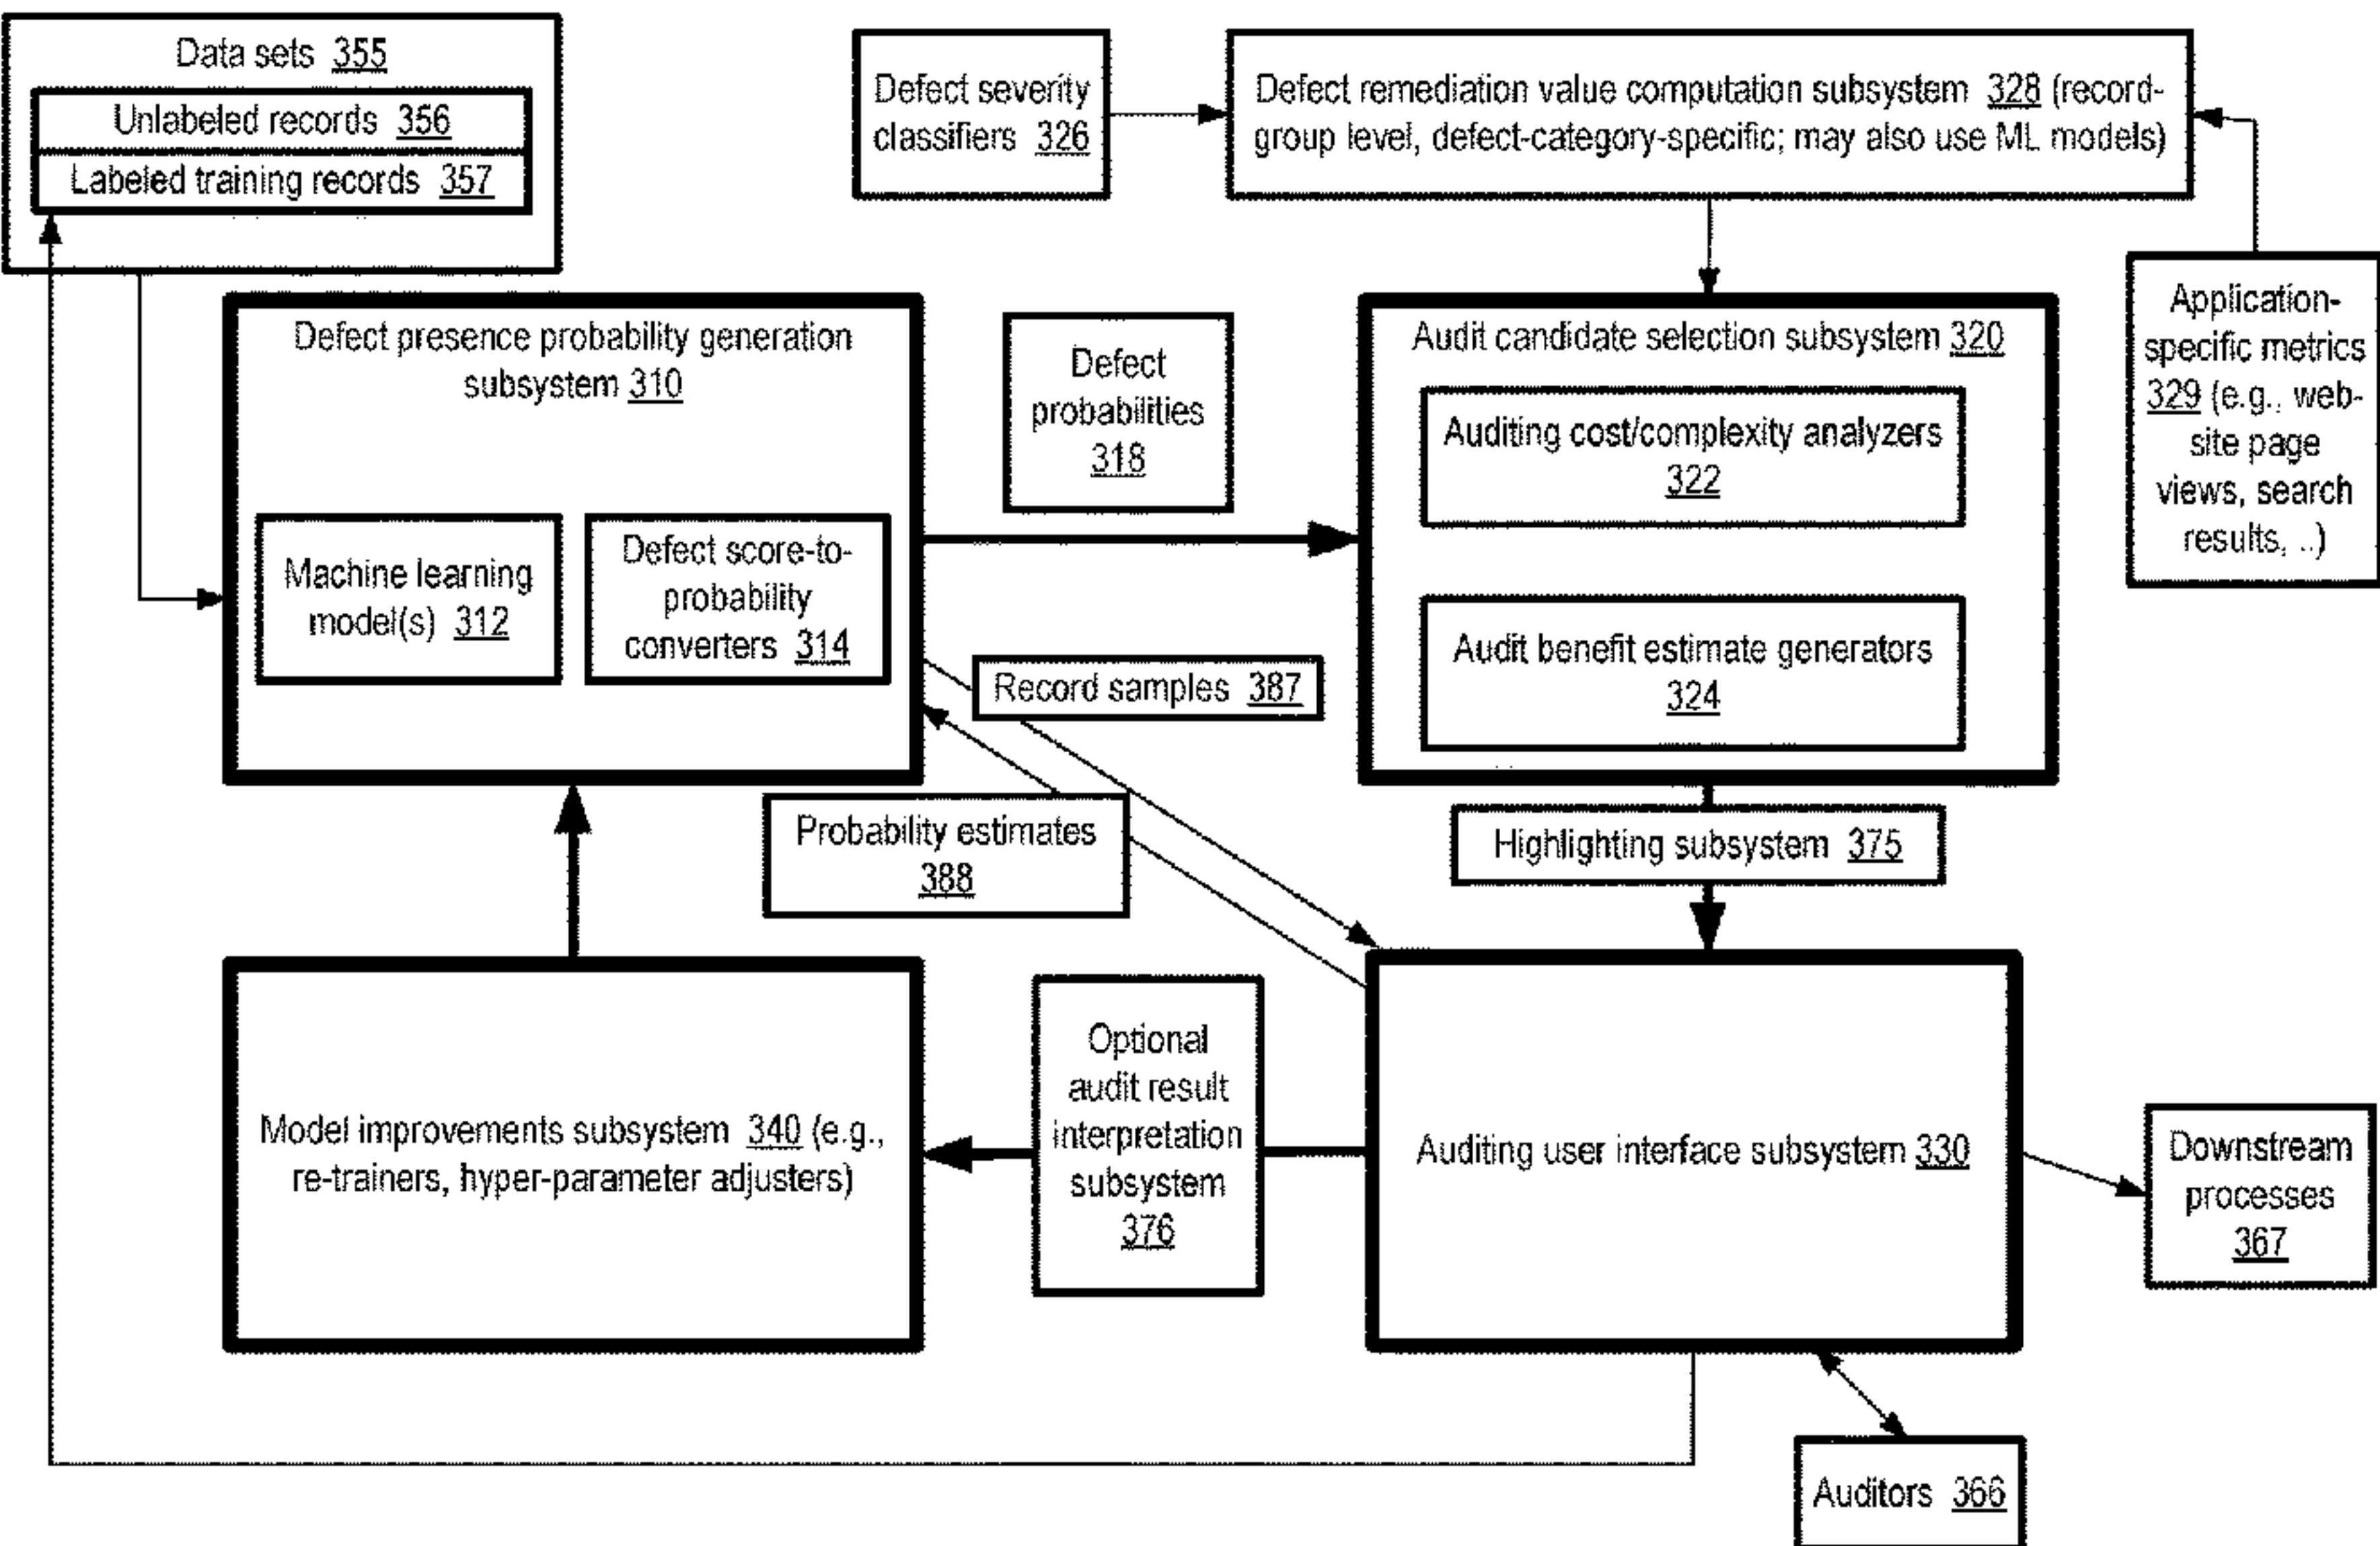 Data sets 355
Unlabeled records 356
Labeled training records 357
Defect severity
classifiers 326
Defect remediation value computation subsystem 328 (record-
group level, defect-category-specific; may also use ML models)
Application-
specific metrics
329 (e.g., web-
site page
views, search
results, ..)
Defect presence probability generation
subsystem 310
Machine learning
model(s) 312
Defect score-to-
probability
converters 314
Defect
probabilities
318
Audit candidate selection subsystem 320
Auditing cost/complexity analyzers
322
Audit benefit estimate generators
324
Record samples 387
Probability estimates
388
Highlighting subsystem 375
Model improvements subsystem 340 (e.g.,
re-trainers, hyper-parameter adjusters)
Optional
audit result
interpretation
subsystem
376
Auditing user interface subsystem 330
Downstream
processes
367
Auditors 366